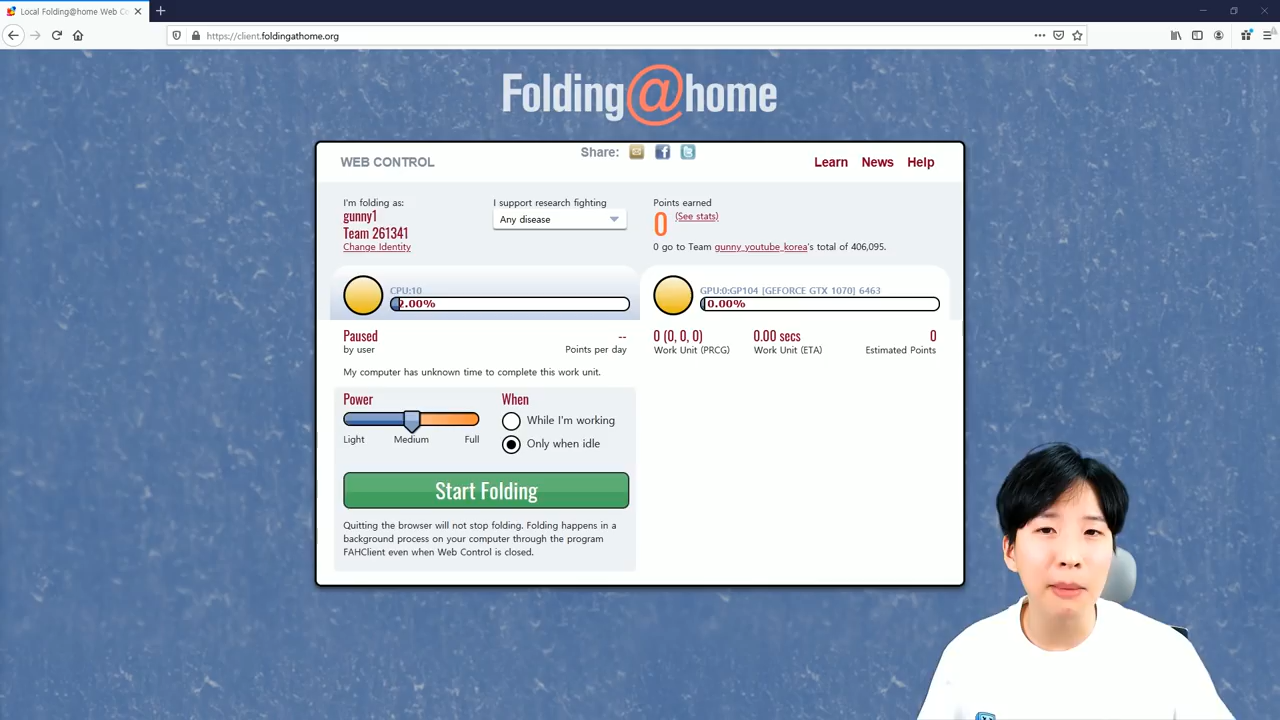 Local Folding@home Web Co
https://client.foldingathome.org
Folding@home
WEB CONTROL
Share:
Learn
News
Help
I'm folding as:
gunny1
Team 261341
Change Identity
I support research fighting
Any disease
Points earned
0
(See stats)
0 go to Team gunny_youtube_korea's total of 406,095.
CPU:10
2.00%
GPU:0:GP104 [GEFORCE GTX 1070] 6463
0.00%
Paused
by user
--
Points per day
My computer has unknown time to complete this work unit.
0 (0, 0, 0)
Work Unit (PRCG)
0.00 secs
Work Unit (ETA)
0
Estimated Points
Power
Light
Medium
Full
When
While I'm working
Only when idle
Start Folding
Quitting the browser will not stop folding. Folding happens in a
background process on your computer through the program
FAHClient even when Web Control is closed.